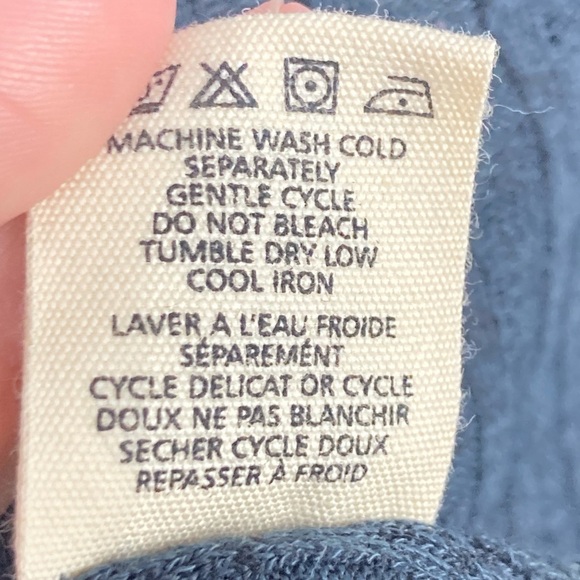 MACHINE WASH COLD
SEPARATELY
GENTLE CYCLE
DO NOT BLEACH
TUMBLE DRY LOW
COOL IRON
LAVER A L'EAU FROIDE
SÉPARÉMÉNT
CYCLE DELICAT OR CYCLE
DOUX NE PAS BLANCHIR
SECHER CYCLE DOUX
REPASSER À FROID